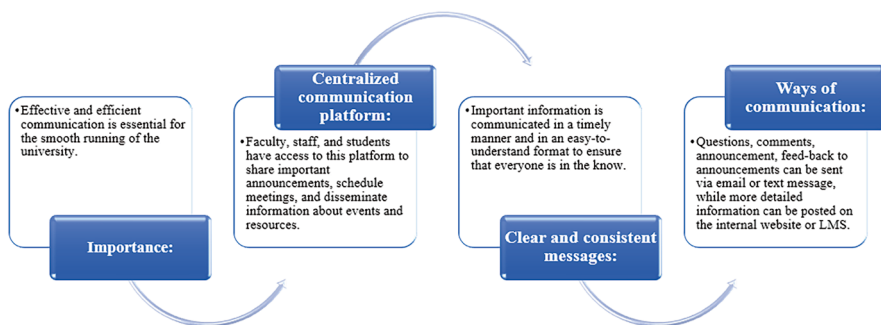 •Effective and efficient
communication is essential for
the smooth running of the
university.
Importance:
Centralized
communication
platform:
•Faculty, staff, and students
have access to this platform to
share important
announcements, schedule
meetings, and disseminate
information about events and
resources.
•Important information is
communicated in a timely
manner and in an easy-to-
understand format to ensure
that everyone is in the know.
Clear and consistent
messages:
Ways of
communication:
•Questions, comments,
announcement, feed-back to
announcements can be sent
via email or text message,
while more detailed
information can be posted on
the internal website or LMS.